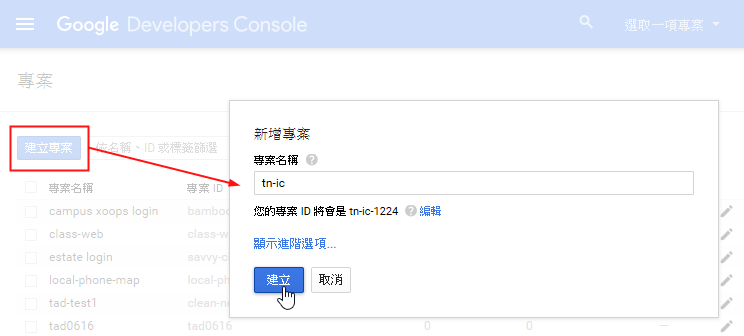 Google Developers Console
選取一項專案
專案
建立專案
依名稱、ID 或標籤篩選
專案名稱
專案 ID
campus xoops login
bamboo
class-web
class-w
estate login
savvy-c
local-phone-map
local-ph
tad-test1
clean-ne
tad0616
tad0616
0
0
—
新增專案
專案名稱
tn-ic
您的專案 ID 將會是 tn-ic-1224 編輯
顯示進階選項...
建立
取消